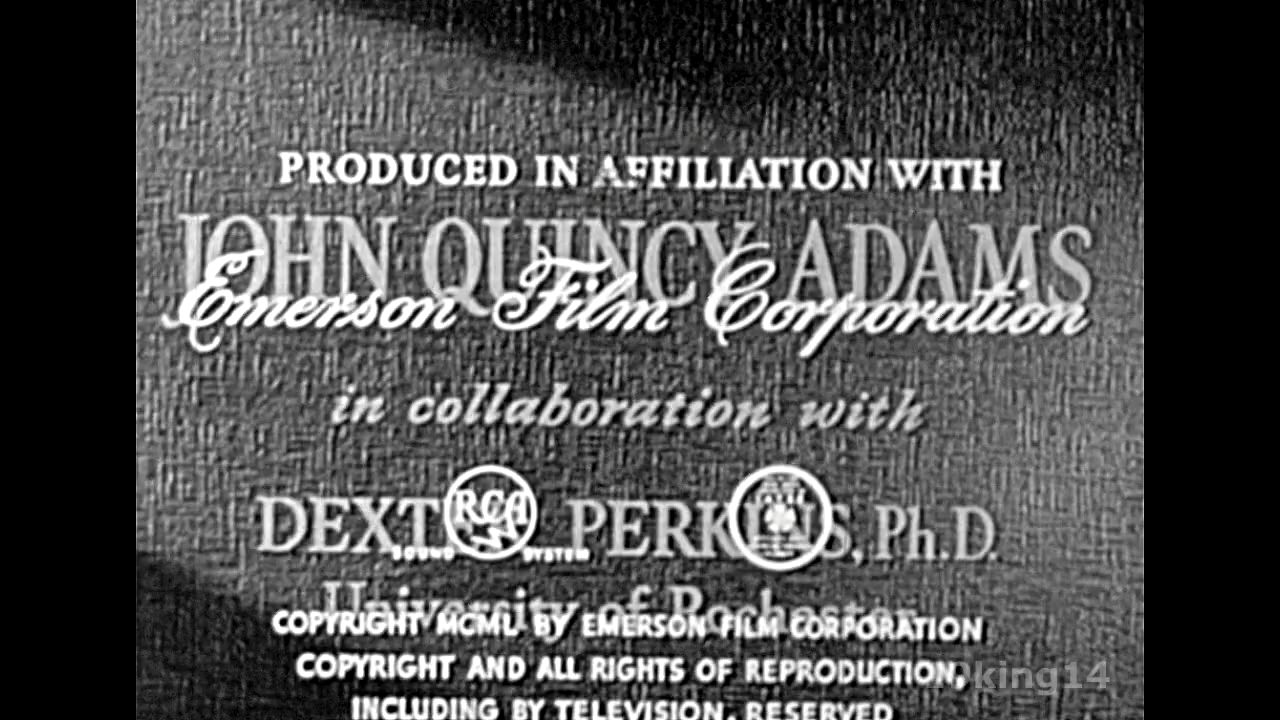 PRODUCED IN AFFILIATION WITH
JOHN QUINCY ADAMS
Emerson Film Corporation
in collaboration with
DEXTER PERKINS, Ph.D.
RCA
SOUND SYSTEM
University of Rochester
COPYRIGHT MCML BY EMERSON FILM CORPORATION
COPYRIGHT AND ALL RIGHTS OF REPRODUCTION,
INCLUDING BY TELEVISION, RESERVED
king14